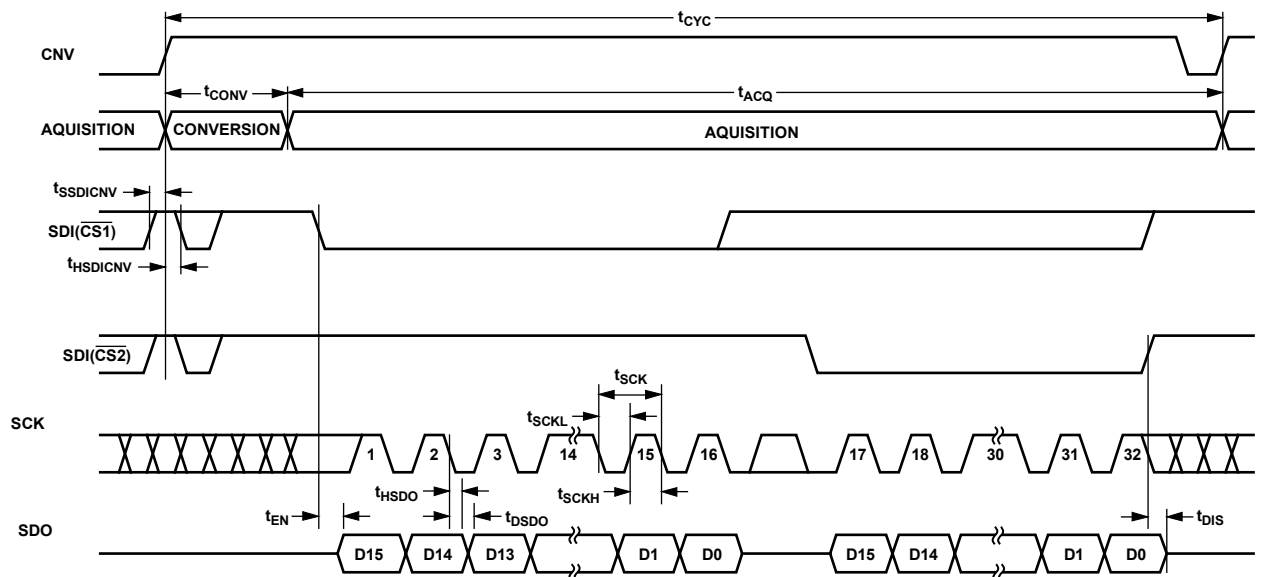 tCYC
CNV
tCONV
tACQ
AQUISITION CONVERSION AQUISITION
tSSDICNV
SDI(CS1)
tHSDICNV
SDI(CS2)
tSCK
SCK
tSCKL
1 2 3 14 15 16 17 18 30 31 32
tHSDO
tSCKH
tEN
tDSDO
tDIS
SDO
D15 D14 D13 D1 D0 D15 D14 D1 D0